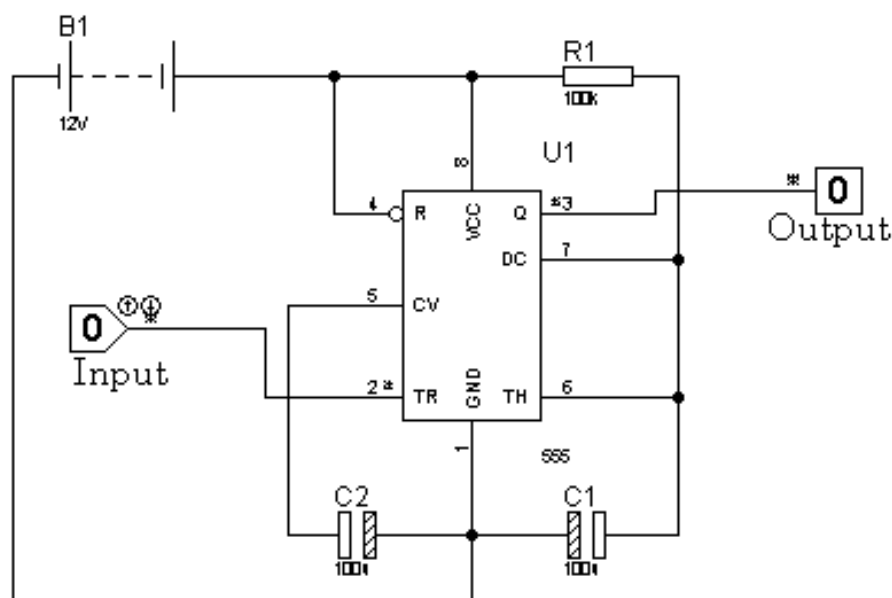 B1
R1
12V
100k
U1
8
4
R
VCC
Q
*3
*
0
Output
DC
7
5
CV
0
Input
2*
TR
GND
TH
6
1
555
C2
C1